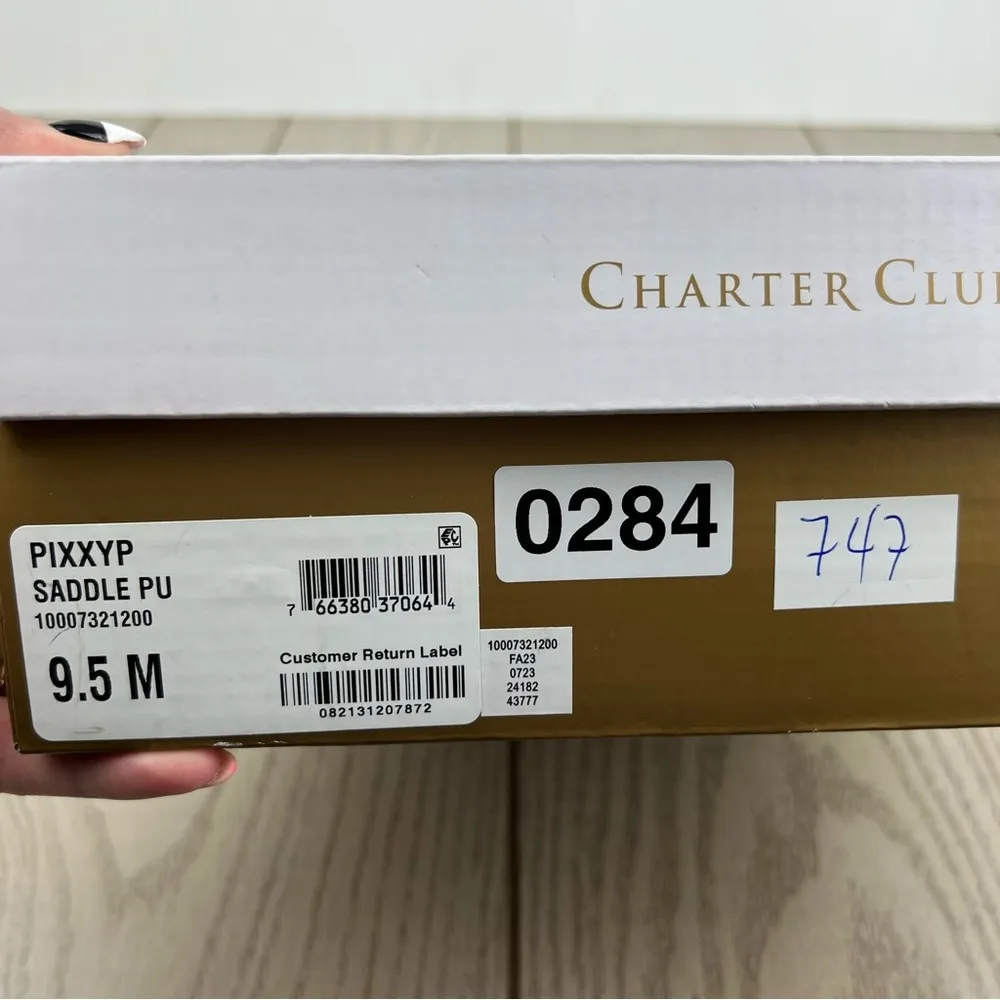 CHARTER CLU
0284
747
PIXXYP
SADDLE PU
10007321200
9.5 M
7 66380 37064 4
Customer Return Label
082131207872
10007321200
FA23
0723
24182
43777